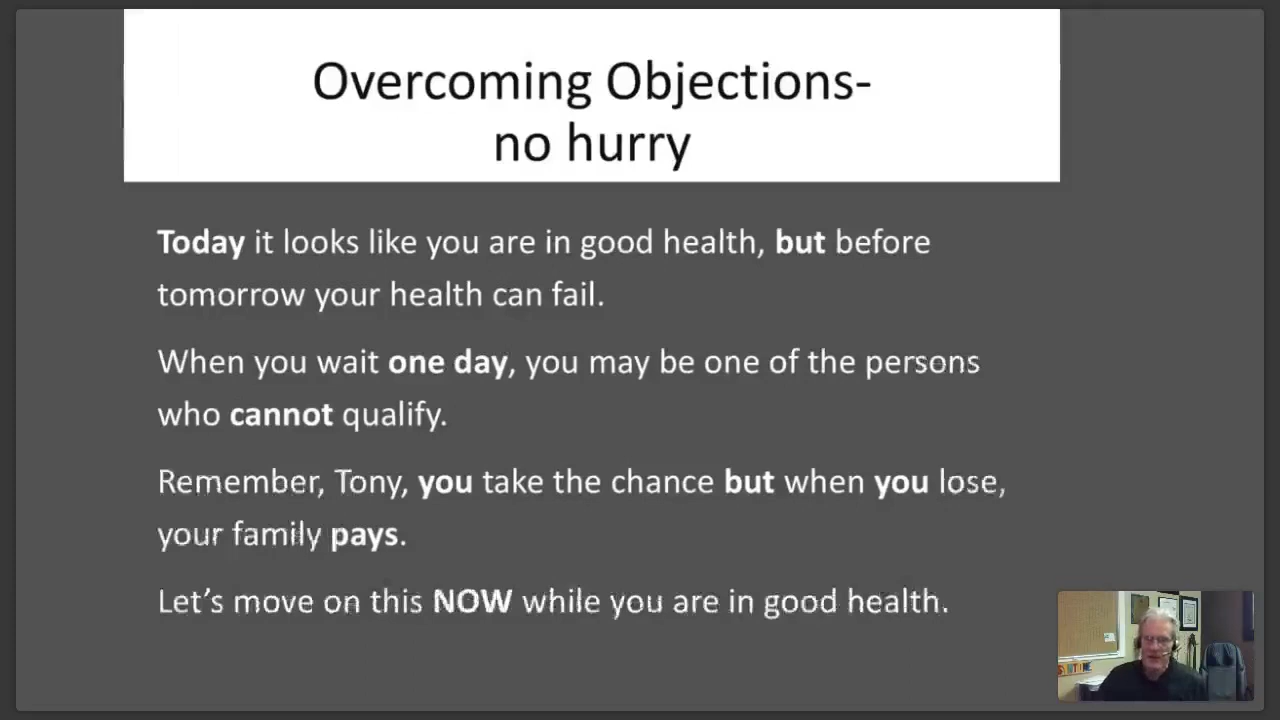 Overcoming Objections-
no hurry
Today it looks like you are in good health, but before
tomorrow your health can fail.
When you wait one day, you may be one of the persons
who cannot qualify.
Remember, Tony, you take the chance but when you lose,
your family pays.
Let’s move on this NOW while you are in good health.